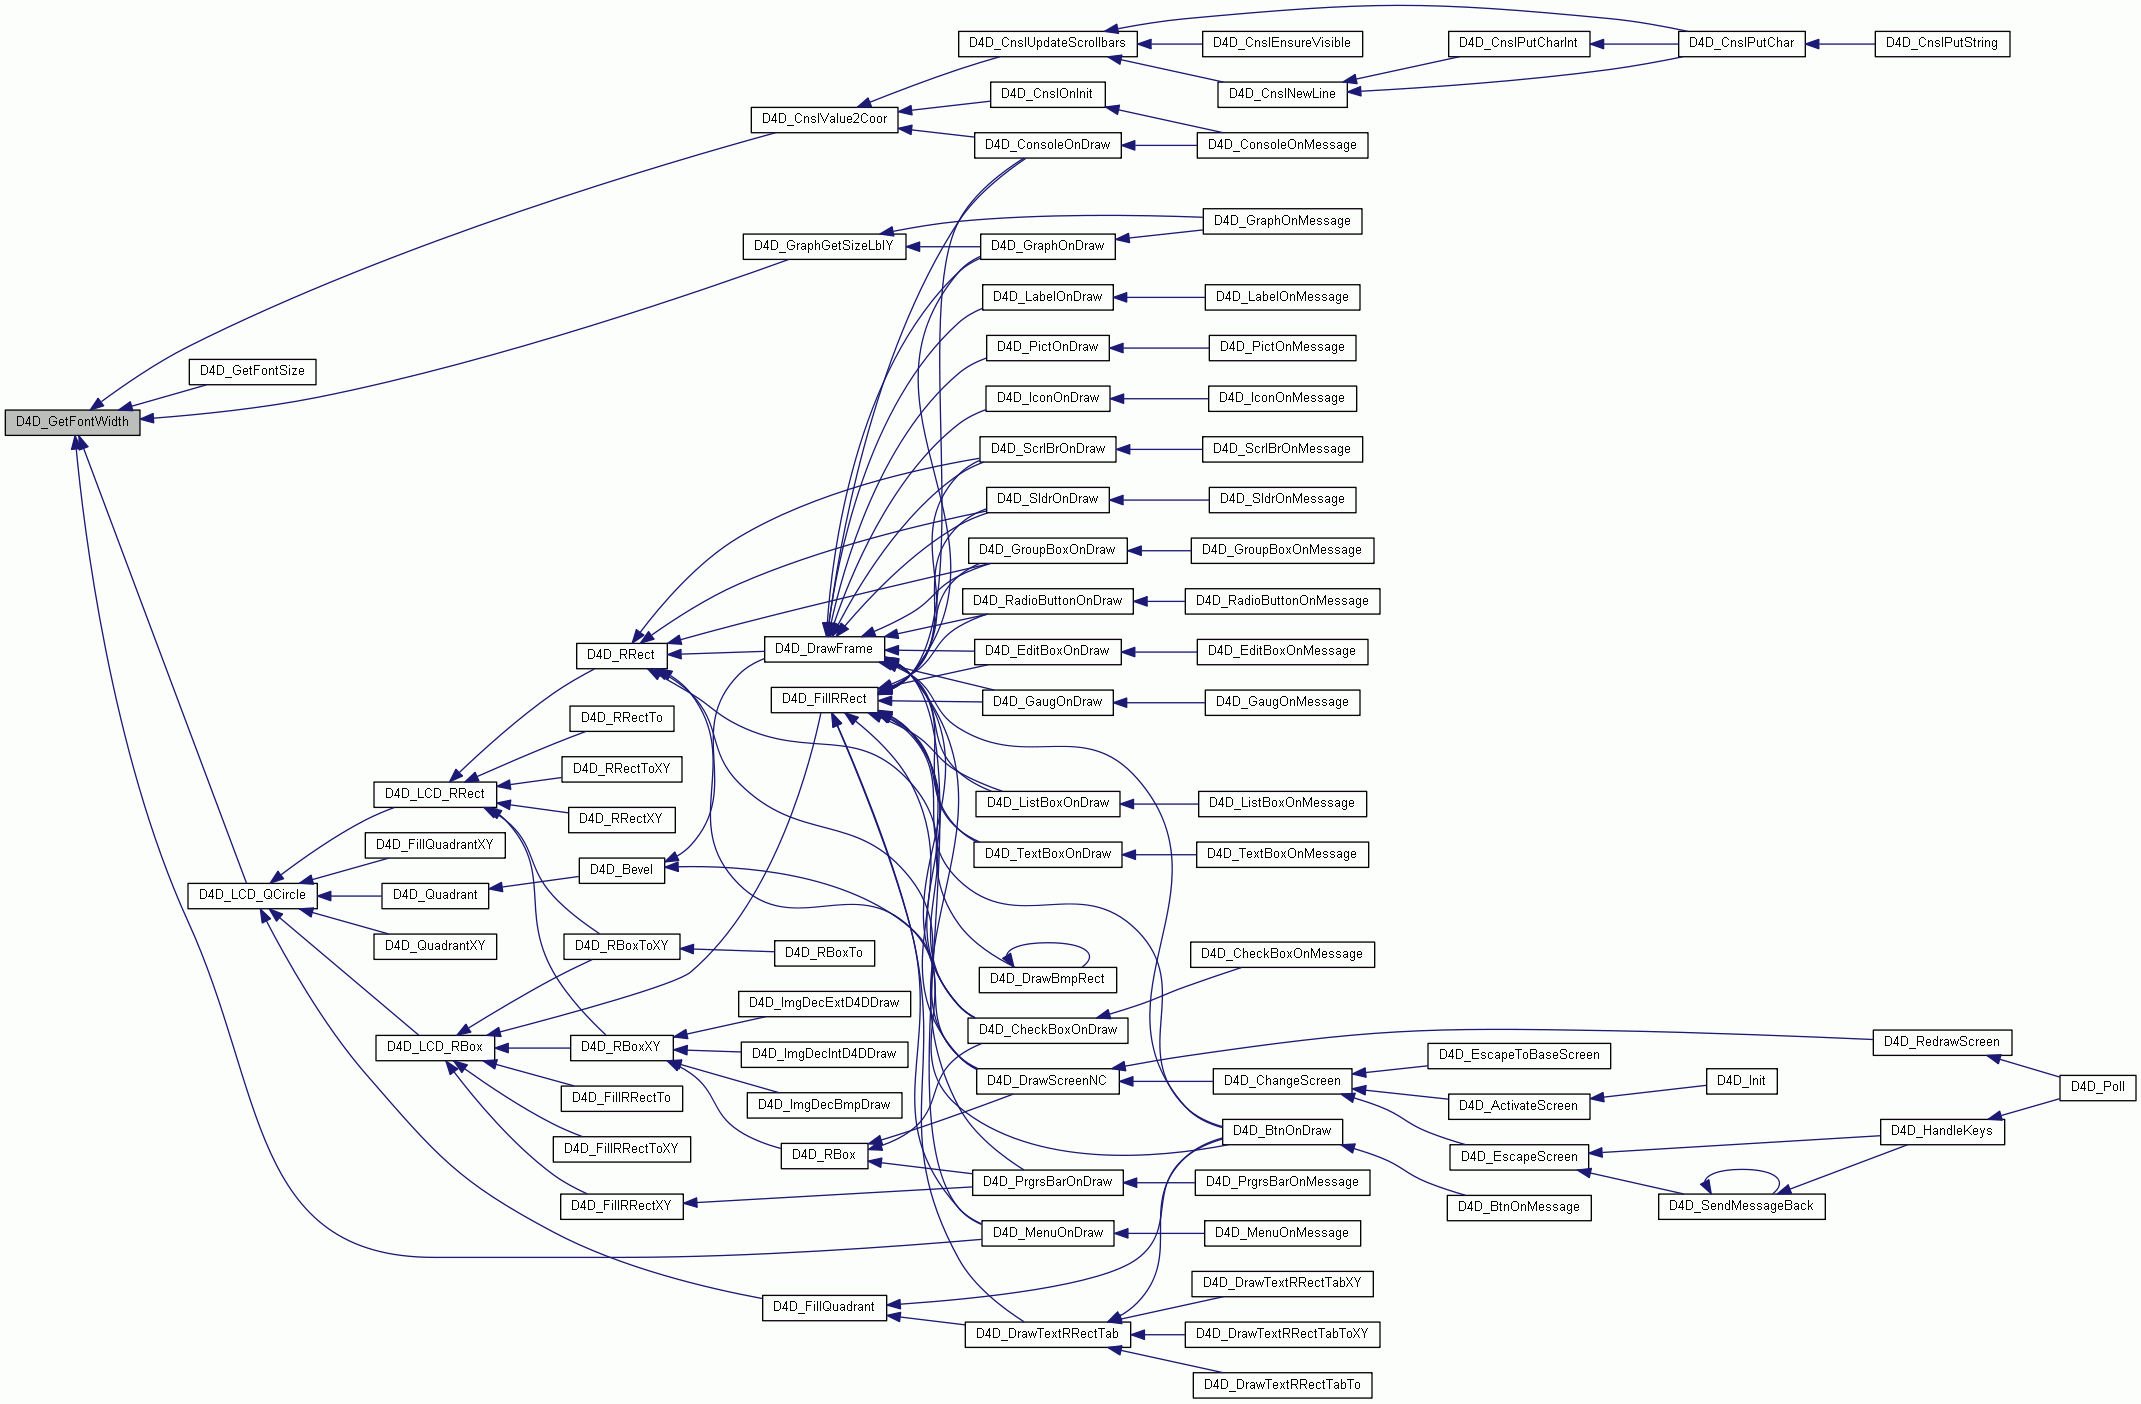 D4D_CnslUpdateScrollbars
D4D_CnslEnsureVisible
D4D_CnslPutCharInt
D4D_CnslPutChar
D4D_CnslPutString
D4D_CnslOnInit
D4D_CnslNewLine
D4D_CnslValue2Coor
D4D_ConsoleOnDraw
D4D_ConsoleOnMessage
D4D_GraphOnMessage
D4D_GraphGetSizeLblY
D4D_GraphOnDraw
D4D_LabelOnDraw
D4D_LabelOnMessage
D4D_PictOnDraw
D4D_PictOnMessage
D4D_GetFontSize
D4D_IconOnDraw
D4D_IconOnMessage
D4D_GetFontWidth
D4D_ScrlBrOnDraw
D4D_ScrlBrOnMessage
D4D_SldrOnDraw
D4D_SldrOnMessage
D4D_GroupBoxOnDraw
D4D_GroupBoxOnMessage
D4D_RadioButtonOnDraw
D4D_RadioButtonOnMessage
D4D_RRect
D4D_DrawFrame
D4D_EditBoxOnDraw
D4D_EditBoxOnMessage
D4D_FillRRect
D4D_GaugOnDraw
D4D_GaugOnMessage
D4D_RRectTo
D4D_RRectToXY
D4D_LCD_RRect
D4D_RRectXY
D4D_ListBoxOnDraw
D4D_ListBoxOnMessage
D4D_FillQuadrantXY
D4D_TextBoxOnDraw
D4D_TextBoxOnMessage
D4D_Bevel
D4D_LCD_QCircle
D4D_Quadrant
D4D_QuadrantXY
D4D_RBoxToXY
D4D_RBoxTo
D4D_CheckBoxOnMessage
D4D_DrawBmpRect
D4D_ImgDecExtD4DDraw
D4D_CheckBoxOnDraw
D4D_LCD_RBox
D4D_RBoxXY
D4D_ImgDecIntD4DDraw
D4D_RedrawScreen
D4D_EscapeToBaseScreen
D4D_DrawScreenNC
D4D_ChangeScreen
D4D_Init
D4D_Poll
D4D_FillRRectTo
D4D_ImgDecBmpDraw
D4D_ActivateScreen
D4D_BtnOnDraw
D4D_HandleKeys
D4D_FillRRectToXY
D4D_RBox
D4D_EscapeScreen
D4D_PrgrsBarOnDraw
D4D_PrgrsBarOnMessage
D4D_FillRRectXY
D4D_BtnOnMessage
D4D_SendMessageBack
D4D_MenuOnDraw
D4D_MenuOnMessage
D4D_DrawTextRRectTabXY
D4D_FillQuadrant
D4D_DrawTextRRectTab
D4D_DrawTextRRectTabToXY
D4D_DrawTextRRectTabTo